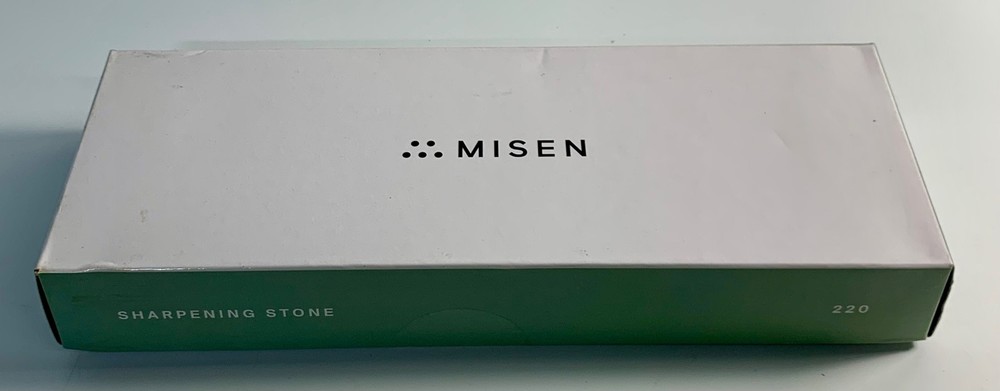 MISEN
SHARPENING STONE
220